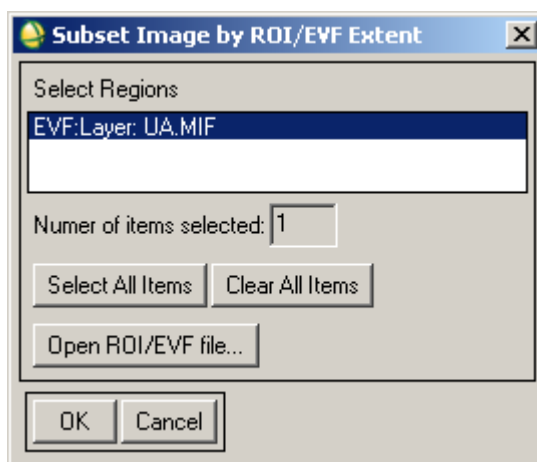 Subset Image by ROI/EVF Extent
Select Regions
EVF:Layer: UA.MIF
Numer of items selected: 1
Select All Items Clear All Items
Open ROI/EVF file...
OK Cancel